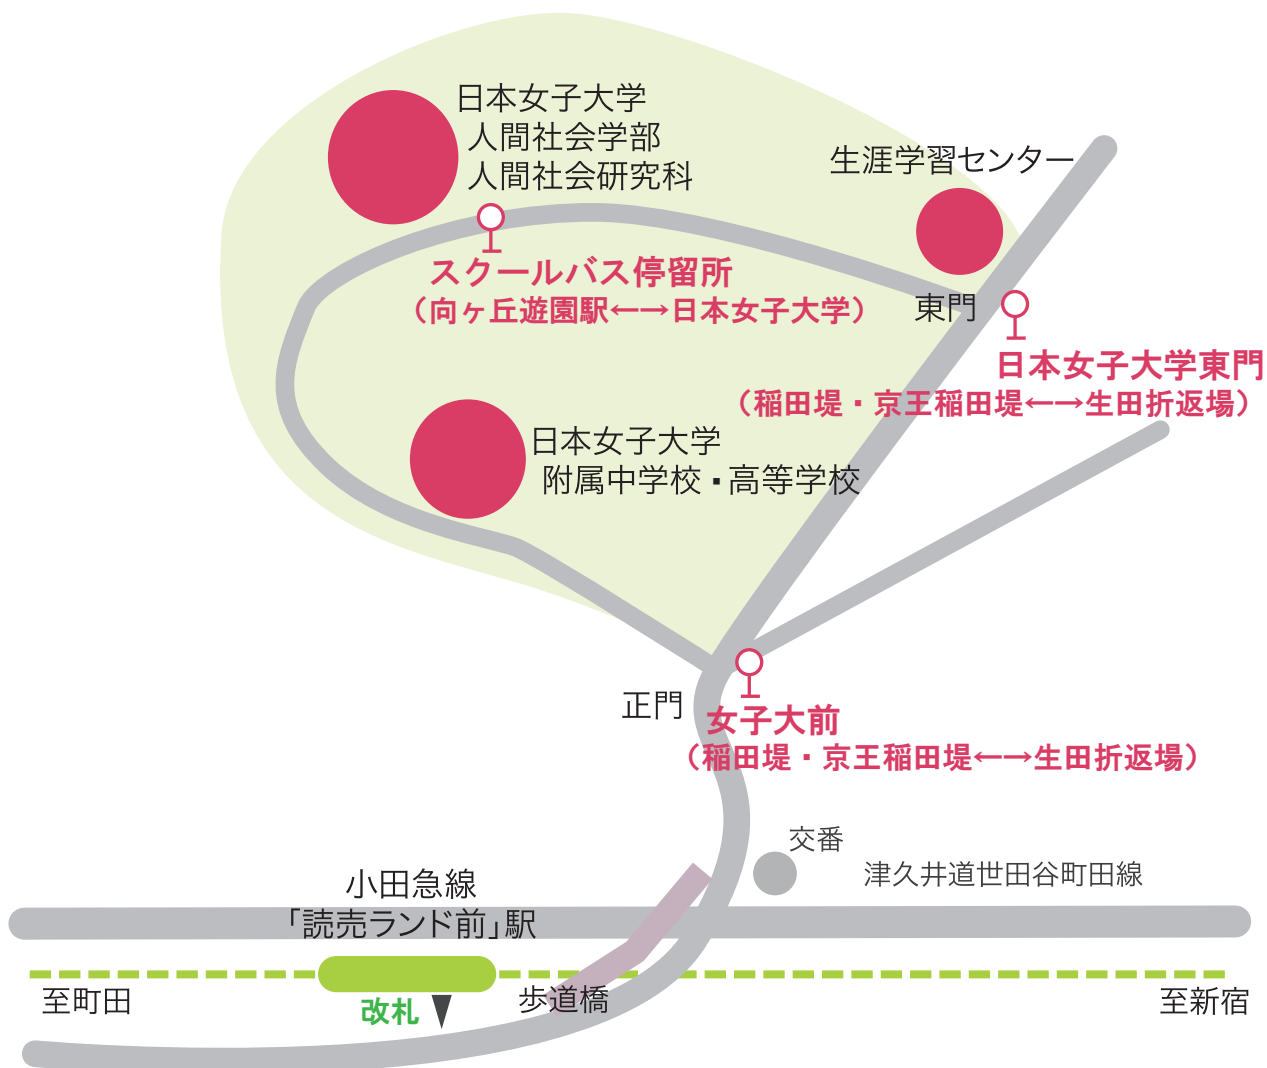 日本女子大学
人間社会学部
人間社会研究科
生涯学習センター
スクールバス停留所
（向ヶ丘遊園駅←→日本女子大学）
東門
日本女子大学東門
（稲田堤・京王稲田堤←→生田折返場）
日本女子大学
附属中学校・高等学校
正門
女子大前
（稲田堤・京王稲田堤←→生田折返場）
交番
津久井道世田谷町田線
小田急線
「読売ランド前」駅
至町田
改札
歩道橋
至新宿